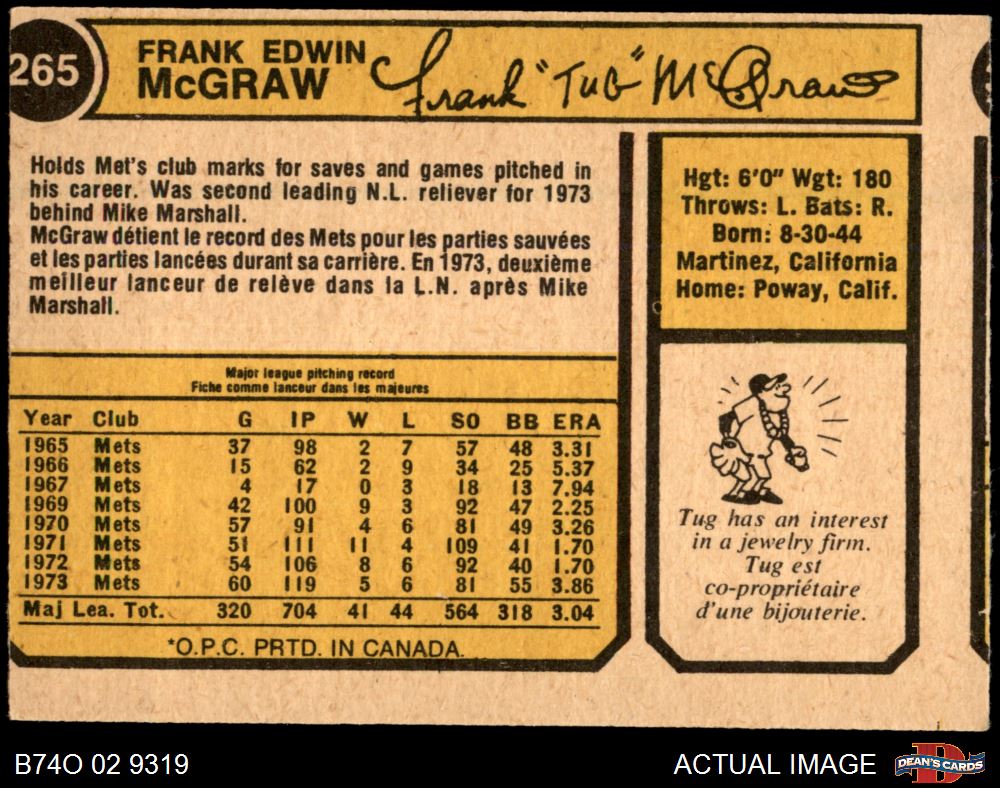 265
FRANK EDWIN
McGRAW
Frank "Tug" McGraw
Holds Met's club marks for saves and games pitched in
his career. Was second leading N.L. reliever for 1973
behind Mike Marshall.
McGraw détient le record des Mets pour les parties sauvées
et les parties lancées durant sa carrière. En 1973, deuxième
meilleur lanceur de relève dans la L.N. après Mike
Marshall.
Hgt: 6'0" Wgt: 180
Throws: L. Bats: R.
Born: 8-30-44
Martinez, California
Home: Poway, Calif.
Major league pitching record
Fiche comme lanceur dans les majeures
Year Club G IP W L SO BB ERA
1965 Mets 37 98 2 7 57 48 3.31
1966 Mets 15 62 2 9 34 25 5.37
1967 Mets 4 17 0 3 18 13 7.94
1969 Mets 42 100 9 3 92 47 2.25
1970 Mets 57 91 4 6 81 49 3.26
1971 Mets 51 111 11 4 109 41 1.70
1972 Mets 54 106 8 6 92 40 1.70
1973 Mets 60 119 5 6 81 55 3.86
Maj Lea. Tot. 320 704 41 44 564 318 3.04
*O.P.C. PRTD. IN CANADA.
Tug has an interest
in a jewelry firm.
Tug est
co-propriétaire
d'une bijouterie.
B74O 02 9319
ACTUAL IMAGE
D
DEAN'S CARDS